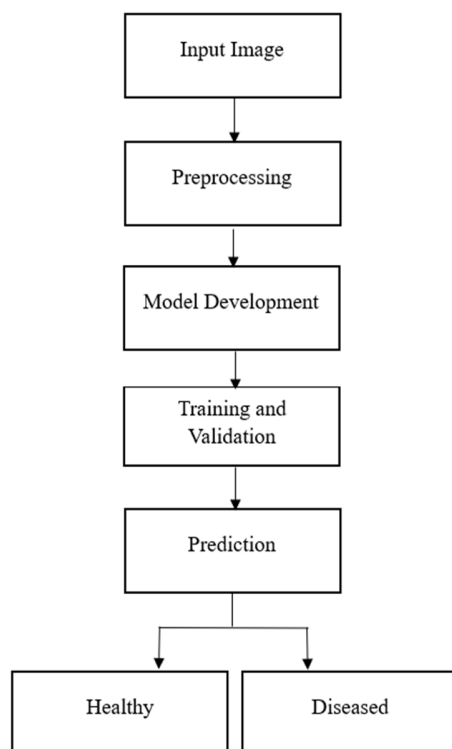 Input Image
Preprocessing
Model Development
Training and
Validation
Prediction
Healthy
Diseased